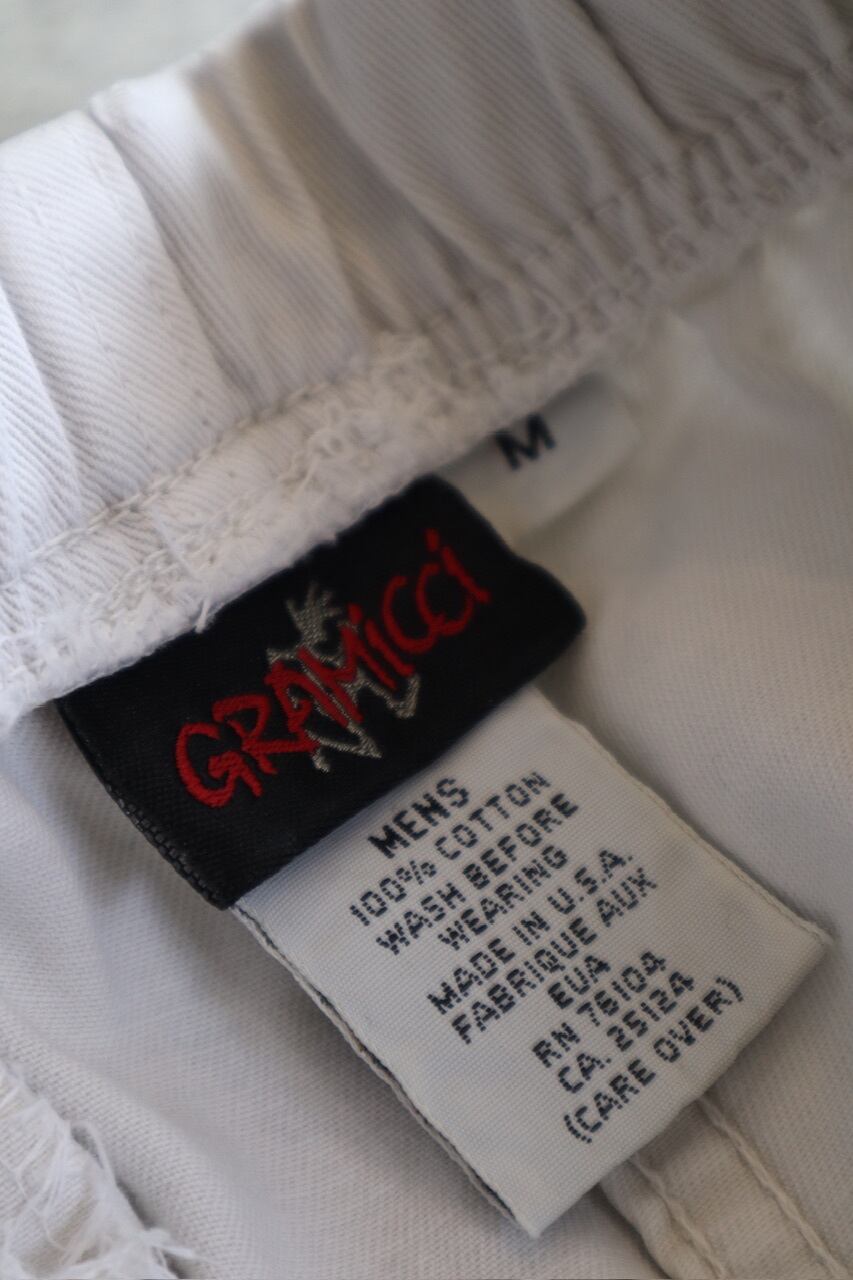 M
GRAMiCCi
MENS
100% COTTON
WASH BEFORE
WEARING
MADE IN U.S.A.
FABRIQUE AUX
EUA
RN 76104
CA. 25124
(CARE OVER)